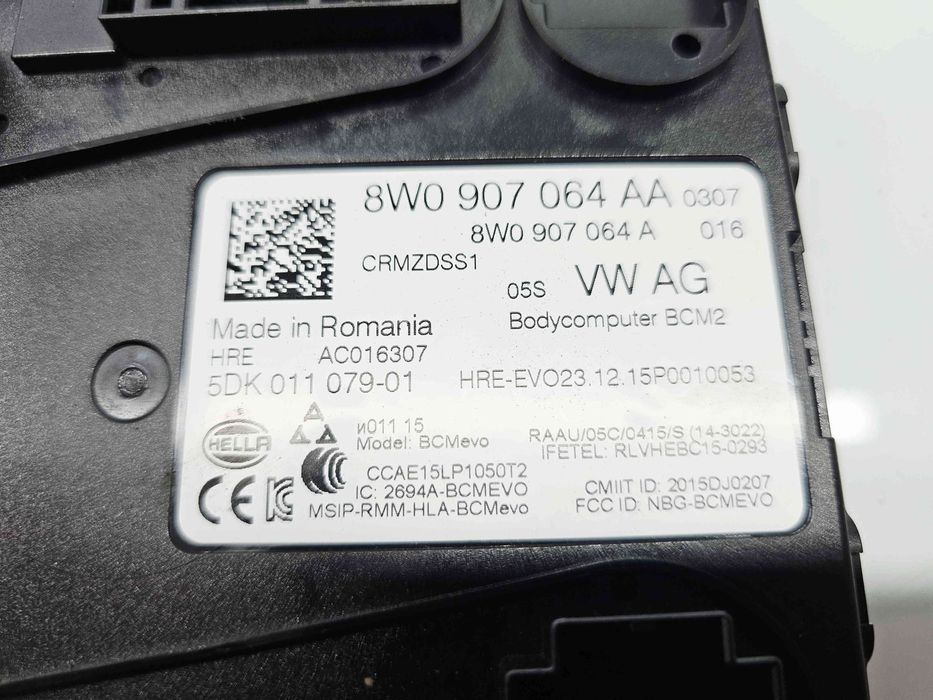 8W0 907 064 AA 0307
8W0 907 064 A 016
CRMZDSS1
05S VW AG
Made in Romania Bodycomputer BCM2
HRE AC016307
5DK 011 079-01 HRE-EVO23.12.15P0010053
HELLA
и011 15
Model: BCMevo
RAAU/05C/0415/S (14-3022)
IFETEL: RLVHEBC15-0293
CCAE15LP1050T2
IC: 2694A-BCMEVO
MSIP-RMM-HLA-BCMevo
CMIIT ID: 2015DJ0207
FCC ID: NBG-BCMEVO
CE